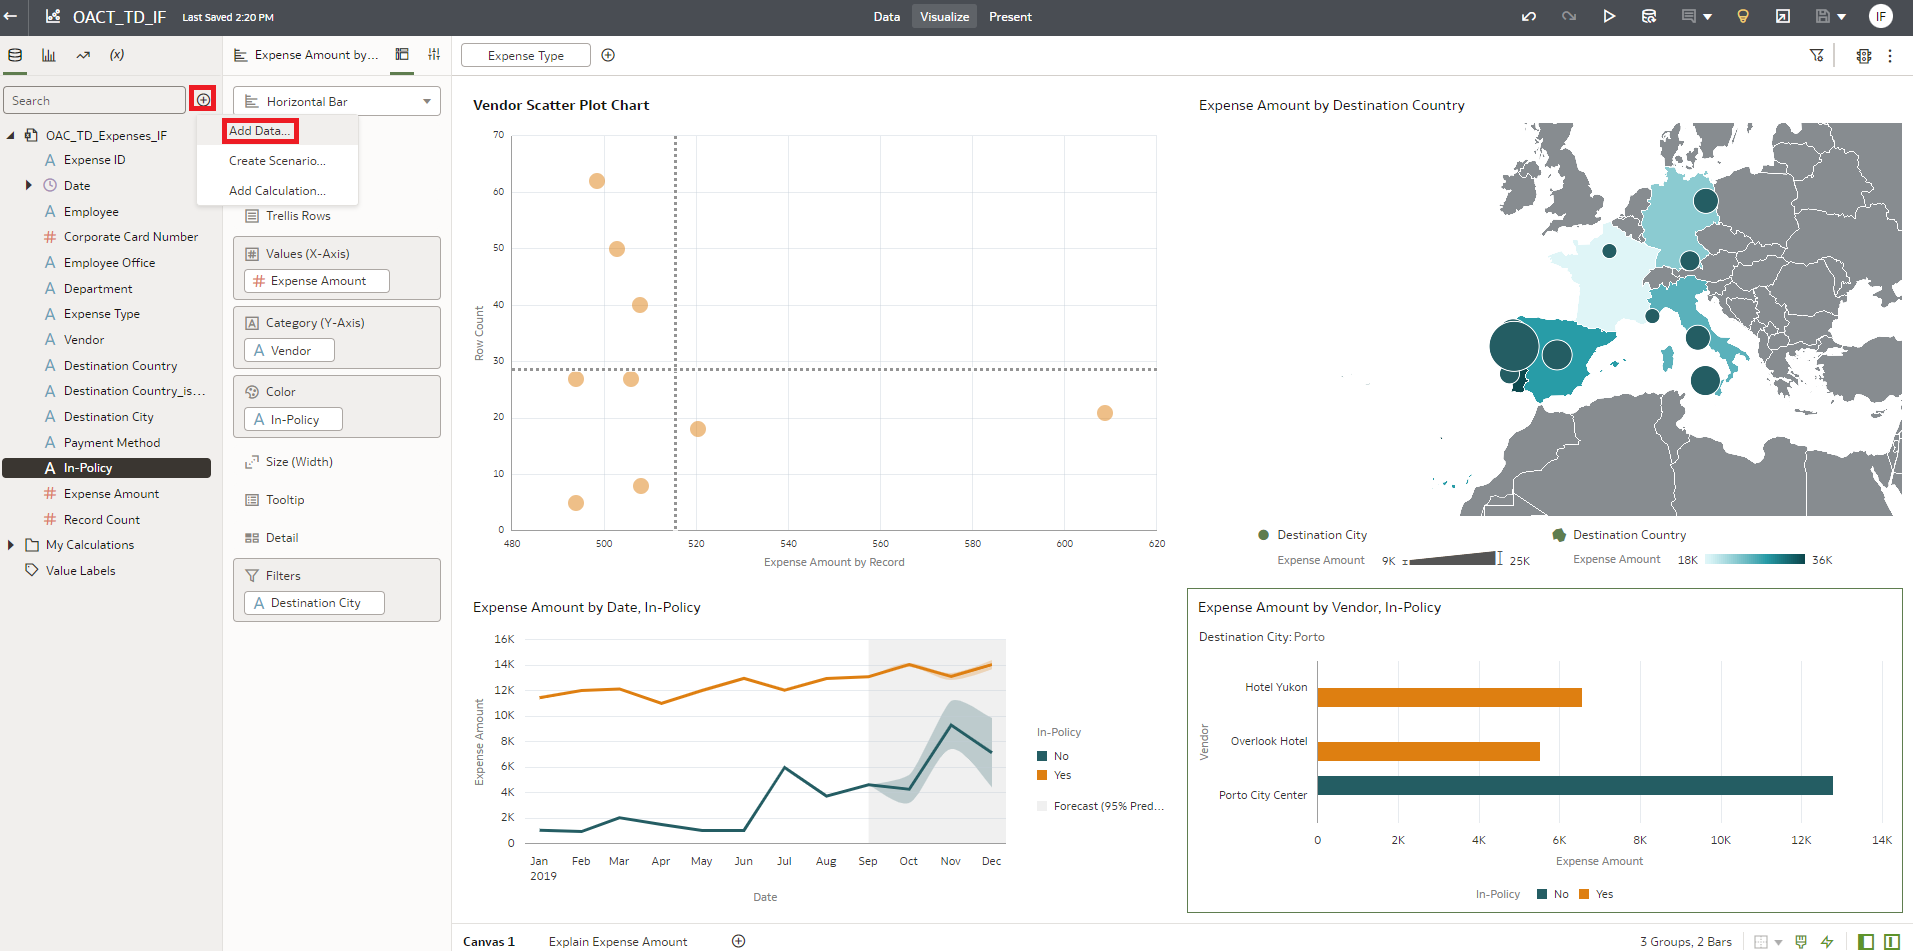 OACT_TD_IF Last Saved 2:20 PM
Data Visualize Present
IF
(x)
Expense Amount by...
Expense Type
Search
Horizontal Bar
Add Data...
Create Scenario...
Add Calculation...
OAC_TD_Expenses_IF
A Expense ID
Date
A Employee
# Corporate Card Number
A Employee Office
A Department
A Expense Type
A Vendor
A Destination Country
A Destination Country_is...
A Destination City
A Payment Method
A In-Policy
# Expense Amount
# Record Count
My Calculations
Value Labels
Trellis Rows
Values (X-Axis)
# Expense Amount
Category (Y-Axis)
A Vendor
Color
A In-Policy
Size (Width)
Tooltip
Detail
Filters
A Destination City
Vendor Scatter Plot Chart
70
60
50
40
30
20
10
0
Row Count
480 500 520 540 560 580 600 620
Expense Amount by Record
Expense Amount by Destination Country
Destination City
Expense Amount 9K 25K
Destination Country
Expense Amount 18K 36K
Expense Amount by Date, In-Policy
16K
14K
12K
10K
8K
6K
4K
2K
0
Expense Amount
Jan Feb Mar Apr May Jun Jul Aug Sep Oct Nov Dec
2019
Date
In-Policy
No
Yes
Forecast (95% Pred...
Expense Amount by Vendor, In-Policy
Destination City: Porto
Vendor
Hotel Yukon
Overlook Hotel
Porto City Center
0 2K 4K 6K 8K 10K 12K 14K
Expense Amount
In-Policy No Yes
Canvas 1 Explain Expense Amount
3 Groups, 2 Bars